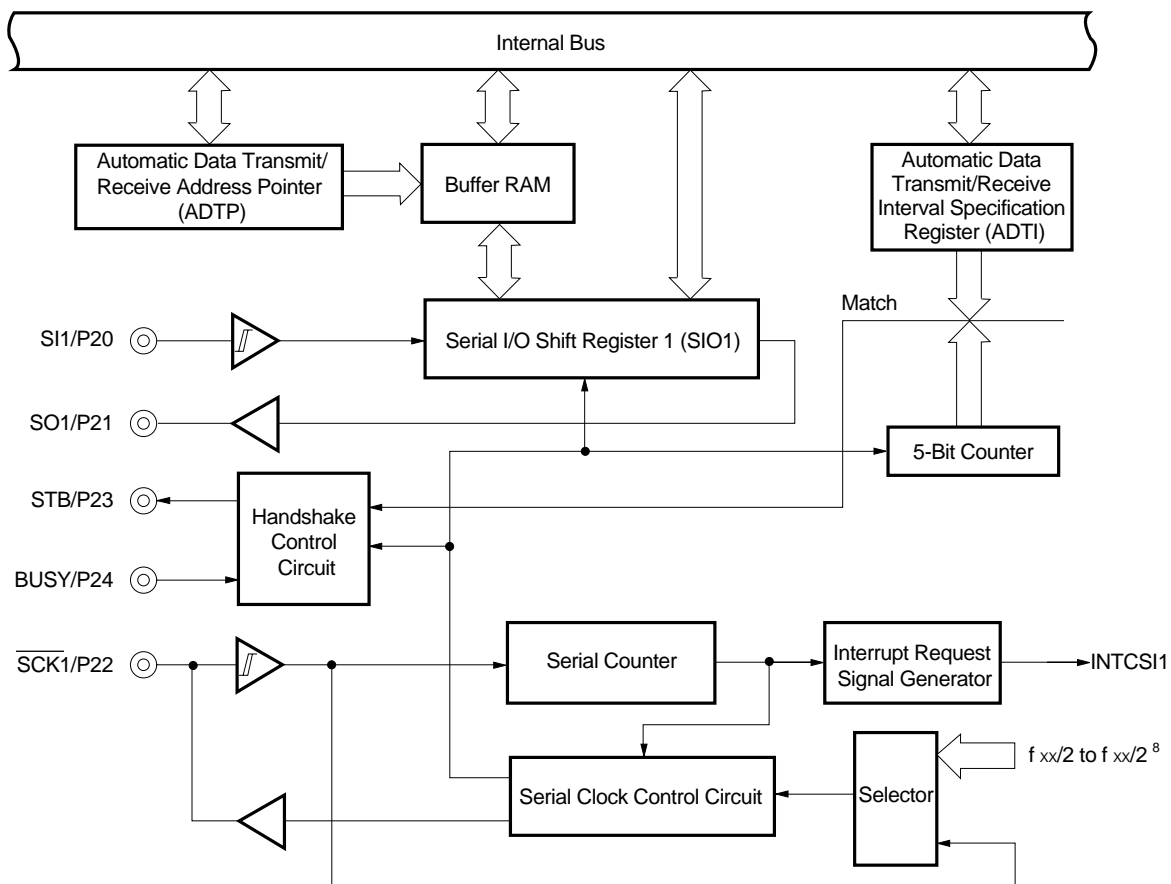 Internal Bus
Automatic Data Transmit/
Receive Address Pointer
(ADTP)
Buffer RAM
Automatic Data
Transmit/Receive
Interval Specification
Register (ADTI)
Match
SI1/P20
Serial I/O Shift Register 1 (SIO1)
SO1/P21
5-Bit Counter
STB/P23
Handshake
Control
Circuit
BUSY/P24
SCK1/P22
Serial Counter
Interrupt Request
Signal Generator
INTCSI1
f xx/2 to f xx/2 8
Serial Clock Control Circuit
Selector